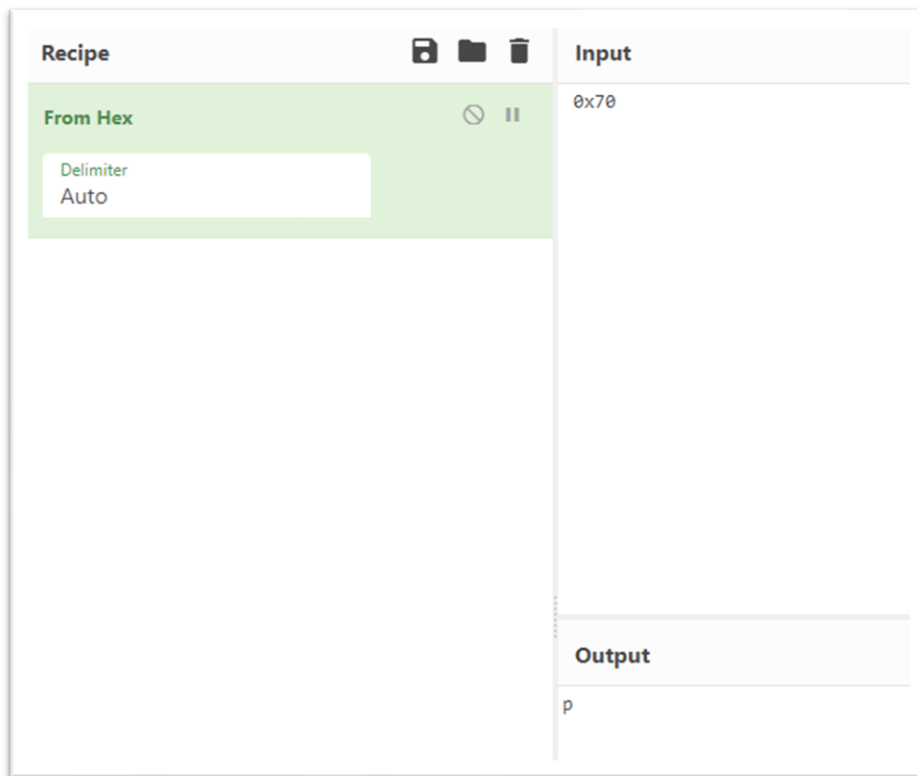 Recipe
From Hex
Delimiter
Auto
Input
0x70
Output
p